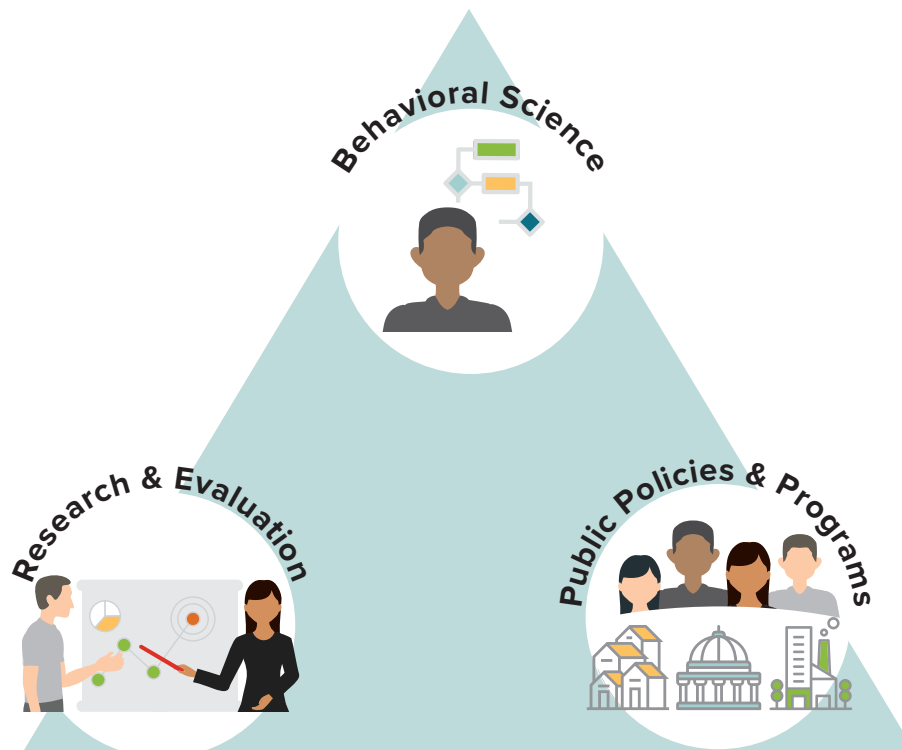 Behavioral Science
Research & Evaluation
Public Policies & Programs